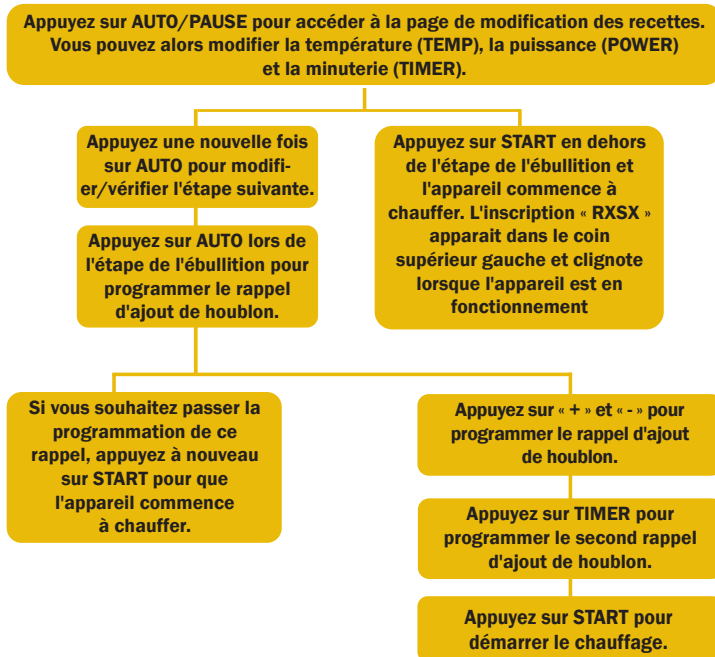 Appuyez sur AUTO/PAUSE pour accéder à la page de modification des recettes.
Vous pouvez alors modifier la température (TEMP), la puissance (POWER)
et la minuterie (TIMER).
Appuyez une nouvelle fois
sur AUTO pour modifi-
er/vérifier l'étape suivante.
Appuyez sur START en dehors
de l'étape de l'ébullition et
l'appareil commence à
chauffer. L'inscription « RXSX »
apparait dans le coin
supérieur gauche et clignote
lorsque l'appareil est en
fonctionnement
Appuyez sur AUTO lors de
l'étape de l'ébullition pour
programmer le rappel
d'ajout de houblon.
Si vous souhaitez passer la
programmation de ce
rappel, appuyez à nouveau
sur START pour que
l'appareil commence
à chauffer.
Appuyez sur « + » et « - » pour
programmer le rappel d'ajout
de houblon.
Appuyez sur TIMER pour
programmer le second rappel
d'ajout de houblon.
Appuyez sur START pour
démarrer le chauffage.